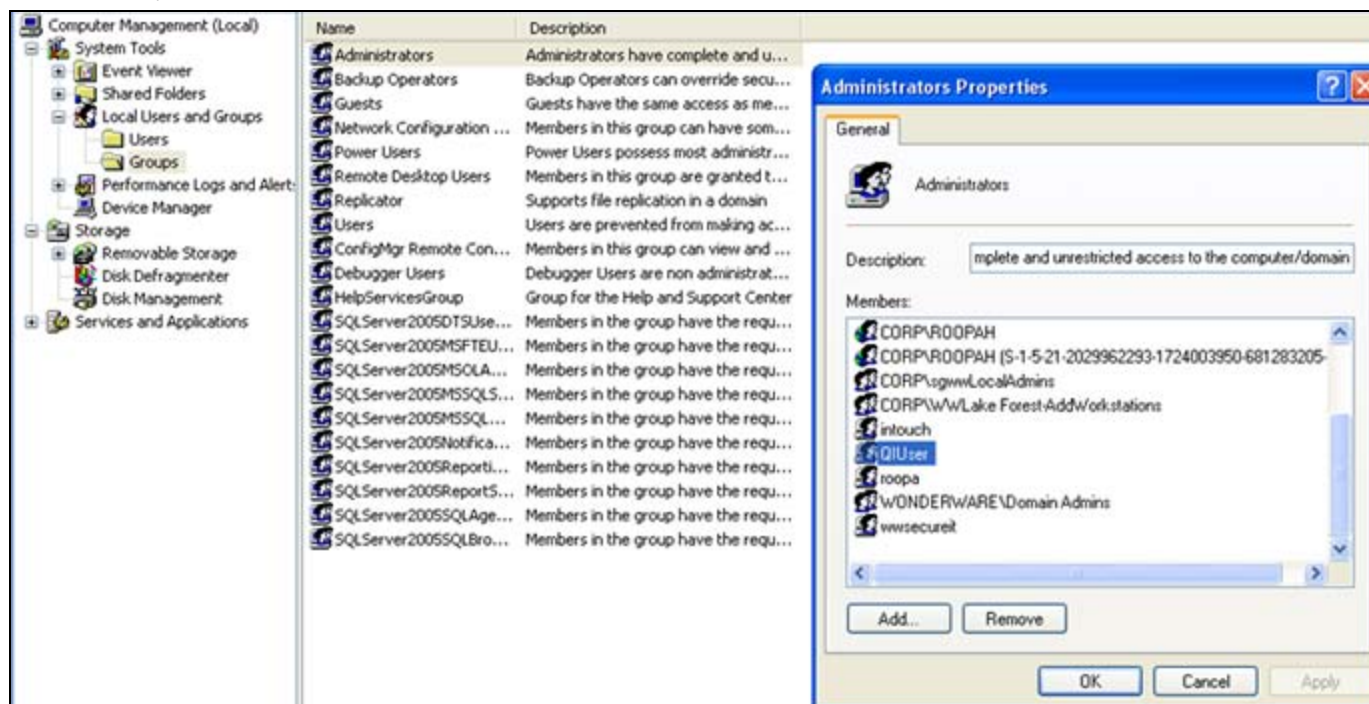 Computer Management (Local)
System Tools
Event Viewer
Shared Folders
Local Users and Groups
Users
Groups
Performance Logs and Alert:
Device Manager
Storage
Removable Storage
Disk Defragmenter
Disk Management
Services and Applications
Name Description
Administrators Administrators have complete and u...
Backup Operators Backup Operators can override secu...
Guests Guests have the same access as me...
Network Configuration ... Members in this group can have som...
Power Users Power Users possess most administr...
Remote Desktop Users Members in this group are granted t...
Replicator Supports file replication in a domain
Users Users are prevented from making ac...
ConfigMgr Remote Con... Members in this group can view and ...
Debugger Users Debugger Users are non administrat...
HelpServicesGroup Group for the Help and Support Center
SQLServer2005DTSUse... Members in the group have the requ...
SQLServer2005MSFTEU... Members in the group have the requ...
SQLServer2005MSOLA... Members in the group have the requ...
SQLServer2005MSSQLS... Members in the group have the requ...
SQLServer2005MSSQL... Members in the group have the requ...
SQLServer2005Notifica... Members in the group have the requ...
SQLServer2005Reporti... Members in the group have the requ...
SQLServer2005ReportS... Members in the group have the requ...
SQLServer2005SQLAge... Members in the group have the requ...
SQLServer2005SQLBro... Members in the group have the requ...
Administrators Properties
General
Administrators
Description: mplete and unrestricted access to the computer/domain
Members:
CORP\ROOPAH
CORP\ROOPAH (S-1-5-21-2029962293-1724003950-681283205-
CORP\sgwwLocalAdmins
CORP\WWLake Forest-AddWorkstations
intouch
QIUser
roopa
WONDERWARE\Domain Admins
wwsecureit
Add... Remove
OK Cancel Apply